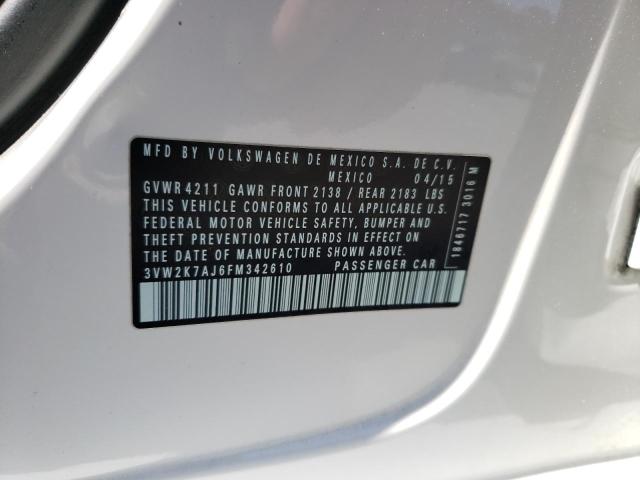 MFD BY VOLKSWAGEN DE MEXICO S.A. DE C.V.
MEXICO 04/15
GVWR 4211 GAWR FRONT 2138 / REAR 2183 LBS
THIS VEHICLE CONFORMS TO ALL APPLICABLE U.S.
FEDERAL MOTOR VEHICLE SAFETY, BUMPER AND
THEFT PREVENTION STANDARDS IN EFFECT ON
THE DATE OF MANUFACTURE SHOWN ABOVE.
3VW2K7AJ6FM342610 PASSENGER CAR
1846717 3016 M